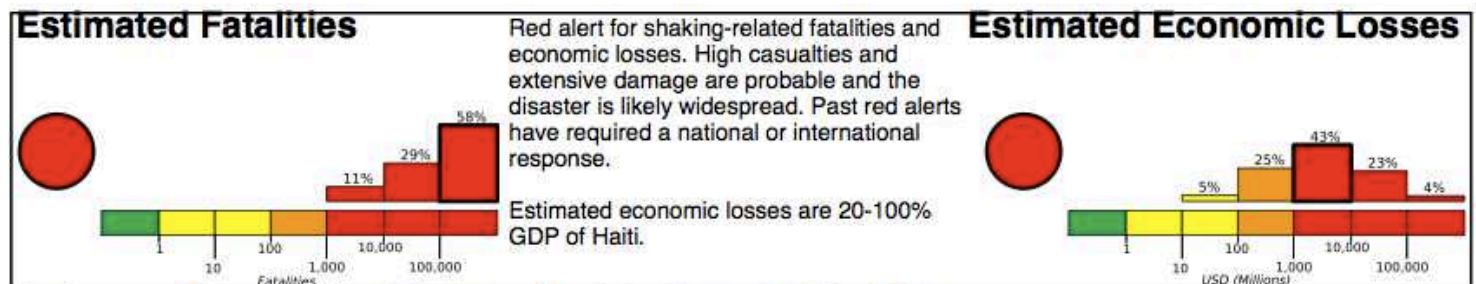 Estimated Fatalities
58%
29%
11%
1
100
10,000
10
1,000
100,000
Fatalities
Red alert for shaking-related fatalities and
economic losses. High casualties and
extensive damage are probable and the
disaster is likely widespread. Past red alerts
have required a national or international
response.
Estimated economic losses are 20-100%
GDP of Haiti.
Estimated Economic Losses
43%
25%
23%
5%
4%
1
100
10,000
10
1,000
100,000
USD (Millions)